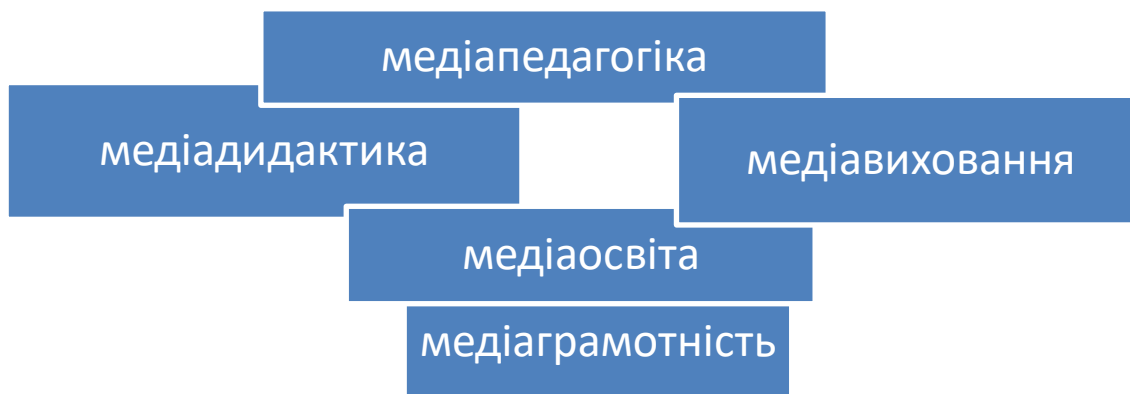 медіапедагогіка
медіадидактика
медіавиховання
медіаосвіта
медіаграмотність